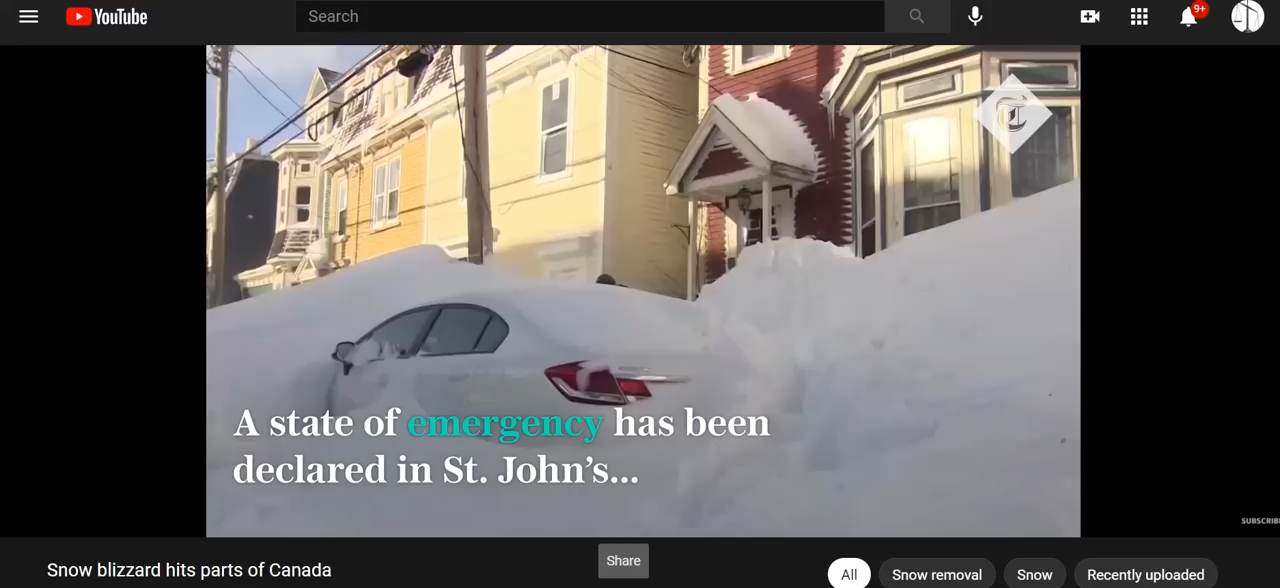 YouTube
Search
9+
A state of emergency has been
declared in St. John’s...
SUBSCRIBE
Share
Snow blizzard hits parts of Canada
All
Snow removal
Snow
Recently uploaded